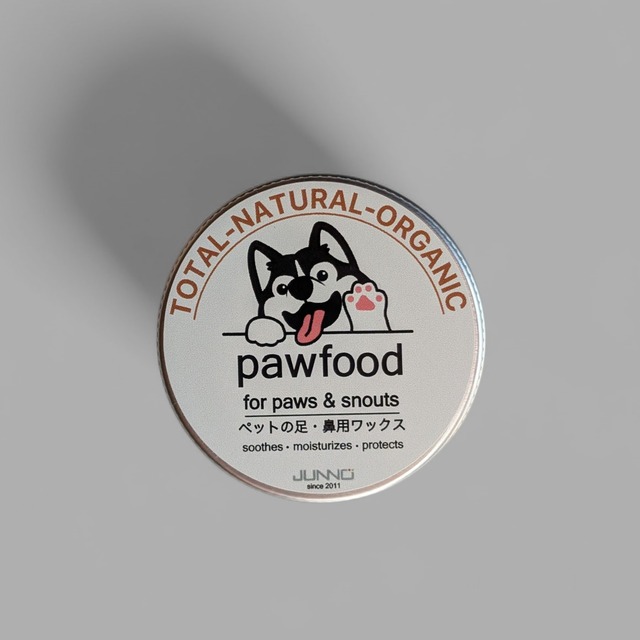 TOTAL-NATURAL-ORGANIC
pawfood
for paws & snouts
ペットの足・鼻用ワックス
soothes · moisturizes · protects
JUNNO
since 2011